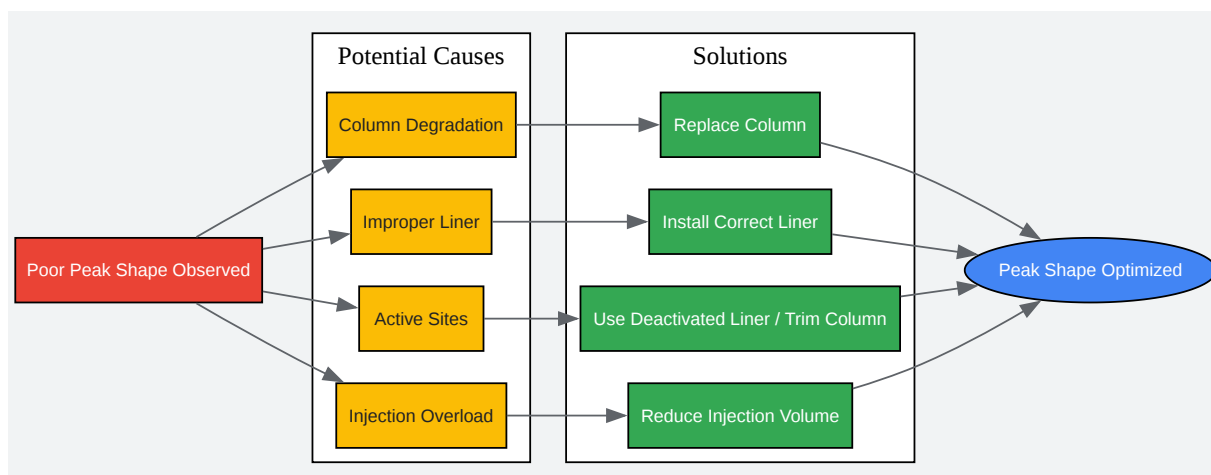 Potential Causes
Solutions
Column Degradation
Replace Column
Improper Liner
Install Correct Liner
Poor Peak Shape Observed
Peak Shape Optimized
Active Sites
Use Deactivated Liner / Trim Column
Injection Overload
Reduce Injection Volume